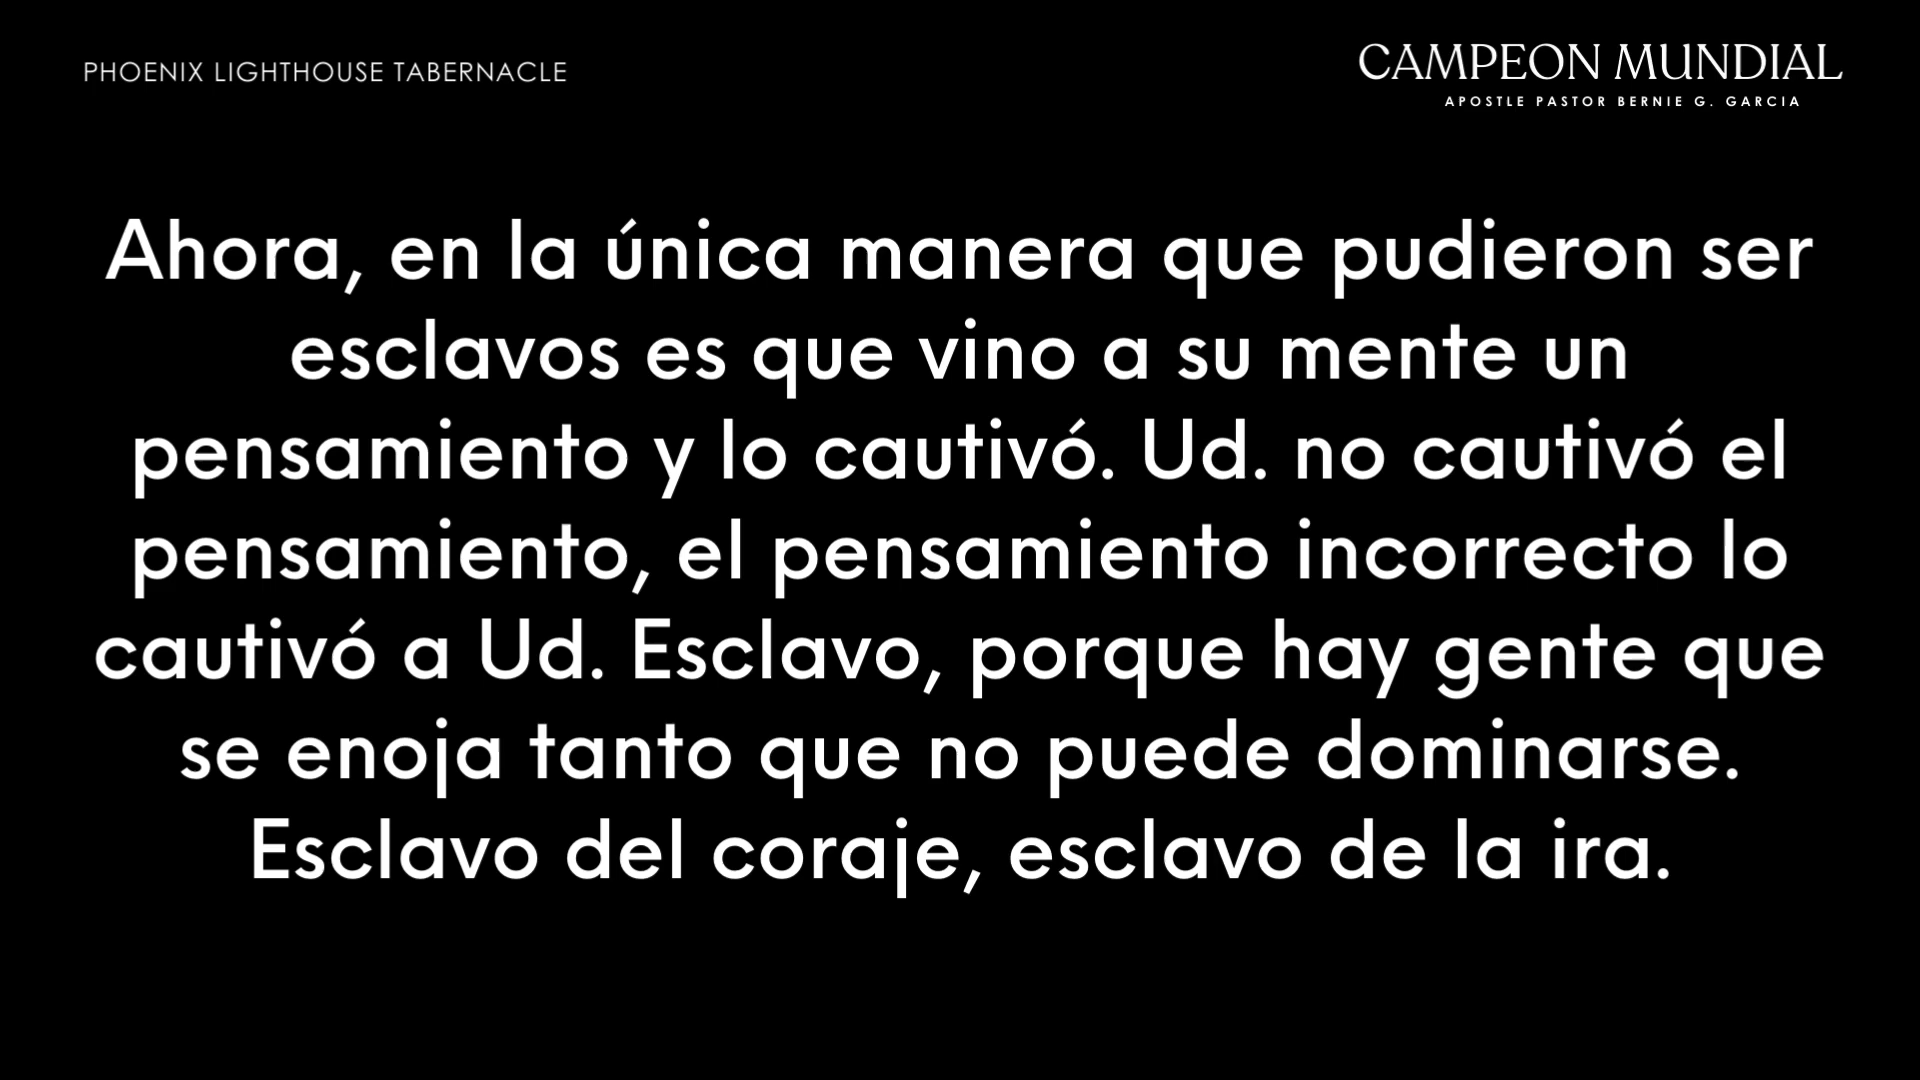 PHOENIX LIGHTHOUSE TABERNACLE
CAMPEON MUNDIAL
APOSTLE PASTOR BERNIE G. GARCIA
Ahora, en la única manera que pudieron ser
esclavos es que vino a su mente un
pensamiento y lo cautivó. Ud. no cautivó el
pensamiento, el pensamiento incorrecto lo
cautivó a Ud. Esclavo, porque hay gente que
se enoja tanto que no puede dominarse.
Esclavo del coraje, esclavo de la ira.